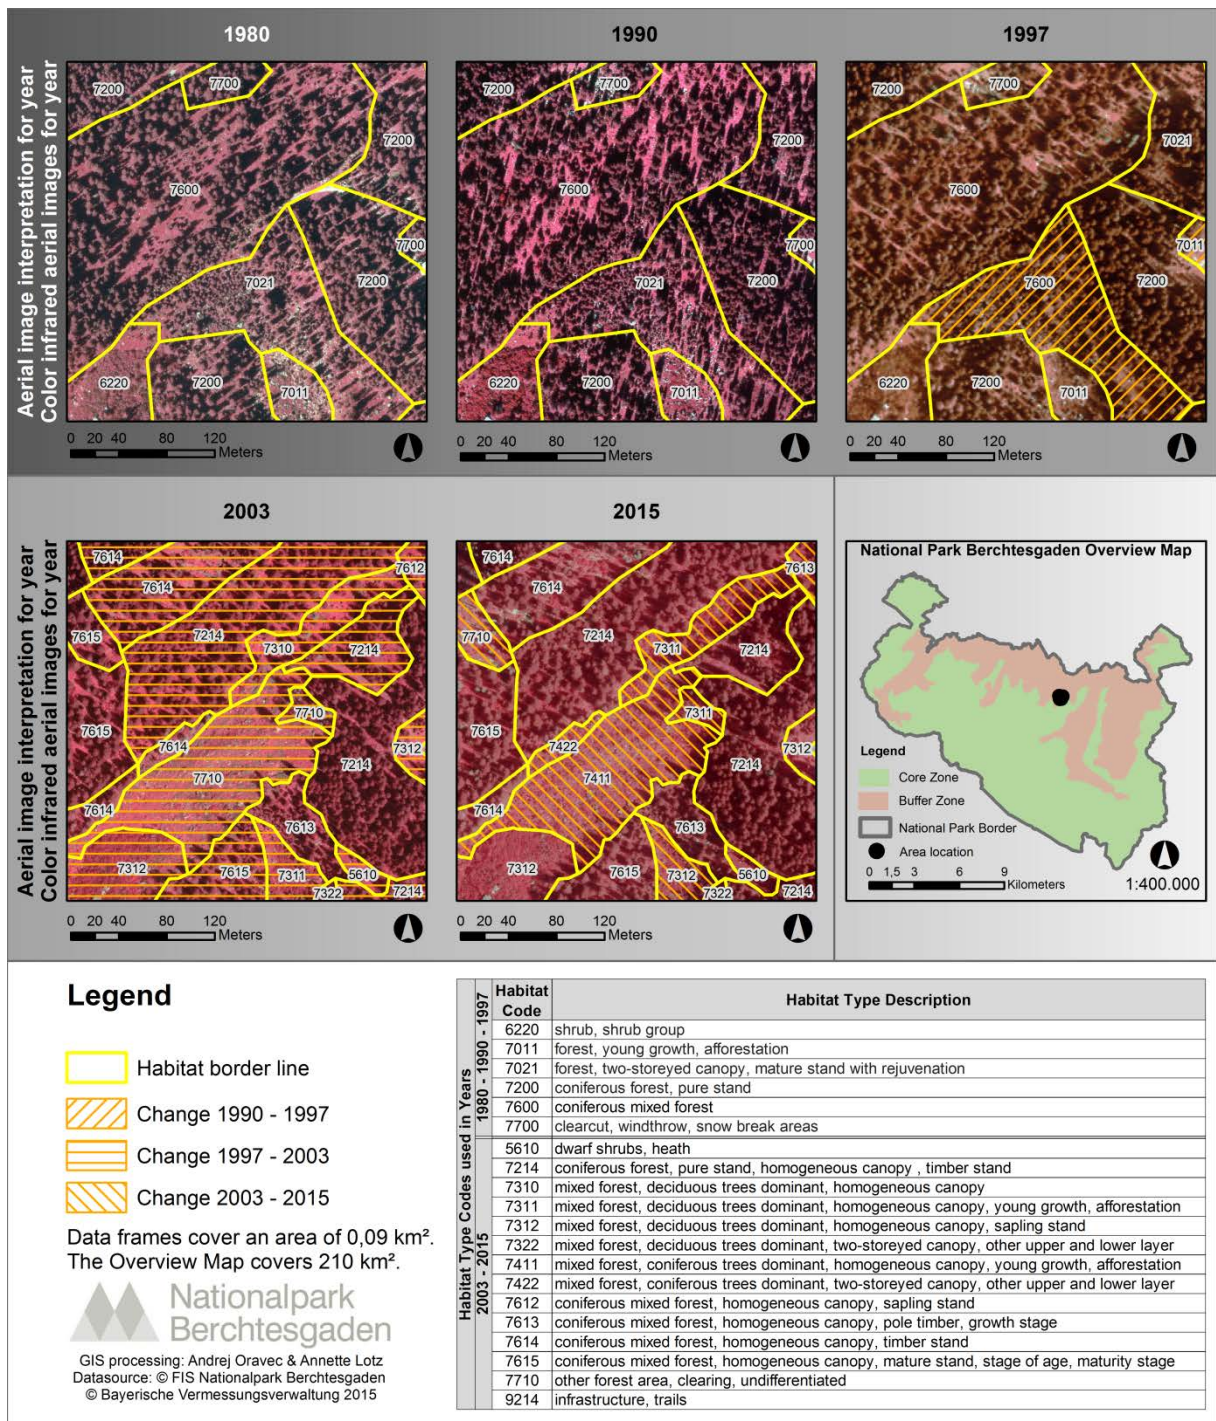 1980
1990
1997
Aerial image interpretation for year
Color infrared aerial images for year
7200
7700
7200
7600
7700
7021
7200
6220
7200
7011
0 20 40 80 120
Meters
7200
7700
7200
7600
7700
7021
7200
6220
7200
7011
0 20 40 80 120
Meters
7200
7700
7021
7600
7011
7600
7200
6220
7200
7011
0 20 40 80 120
Meters
2003
2015
Aerial image interpretation for year
Color infrared aerial images for year
7614
7612
7614
7615
7214
7310
7214
7710
7615
7614
7312
7214
7710
7614
7613
7312
7615
7311
5610
7322
7214
0 20 40 80 120
Meters
7614
7613
7614
7710
7214
7311
7214
7311
7615
7422
7312
7214
7411
7614
7613
7615
7312
5610
7322
7214
0 20 40 80 120
Meters
National Park Berchtesgaden Overview Map
Legend
Core Zone
Buffer Zone
National Park Border
Area location
0 1,5 3 6 9
Kilometers
1:400.000
Legend
Habitat border line
Change 1990 - 1997
Change 1997 - 2003
Change 2003 - 2015
Data frames cover an area of 0,09 km².
The Overview Map covers 210 km².
Nationalpark
Berchtesgaden
GIS processing: Andrej Oravec & Annette Lotz
Datasource: © FIS Nationalpark Berchtesgaden
© Bayerische Vermessungsverwaltung 2015
Habitat Type Codes used in Years
1980 - 1990 - 1997
2003 - 2015
Habitat Code Habitat Type Description
6220 shrub, shrub group
7011 forest, young growth, afforestation
7021 forest, two-storeyed canopy, mature stand with rejuvenation
7200 coniferous forest, pure stand
7600 coniferous mixed forest
7700 clearcut, windthrow, snow break areas
5610 dwarf shrubs, heath
7214 coniferous forest, pure stand, homogeneous canopy , timber stand
7310 mixed forest, deciduous trees dominant, homogeneous canopy
7311 mixed forest, deciduous trees dominant, homogeneous canopy, young growth, afforestation
7312 mixed forest, deciduous trees dominant, homogeneous canopy, sapling stand
7322 mixed forest, deciduous trees dominant, two-storeyed canopy, other upper and lower layer
7411 mixed forest, coniferous trees dominant, homogeneous canopy, young growth, afforestation
7422 mixed forest, coniferous trees dominant, two-storeyed canopy, other upper and lower layer
7612 coniferous mixed forest, homogeneous canopy, sapling stand
7613 coniferous mixed forest, homogeneous canopy, pole timber, growth stage
7614 coniferous mixed forest, homogeneous canopy, timber stand
7615 coniferous mixed forest, homogeneous canopy, mature stand, stage of age, maturity stage
7710 other forest area, clearing, undifferentiated
9214 infrastructure, trails